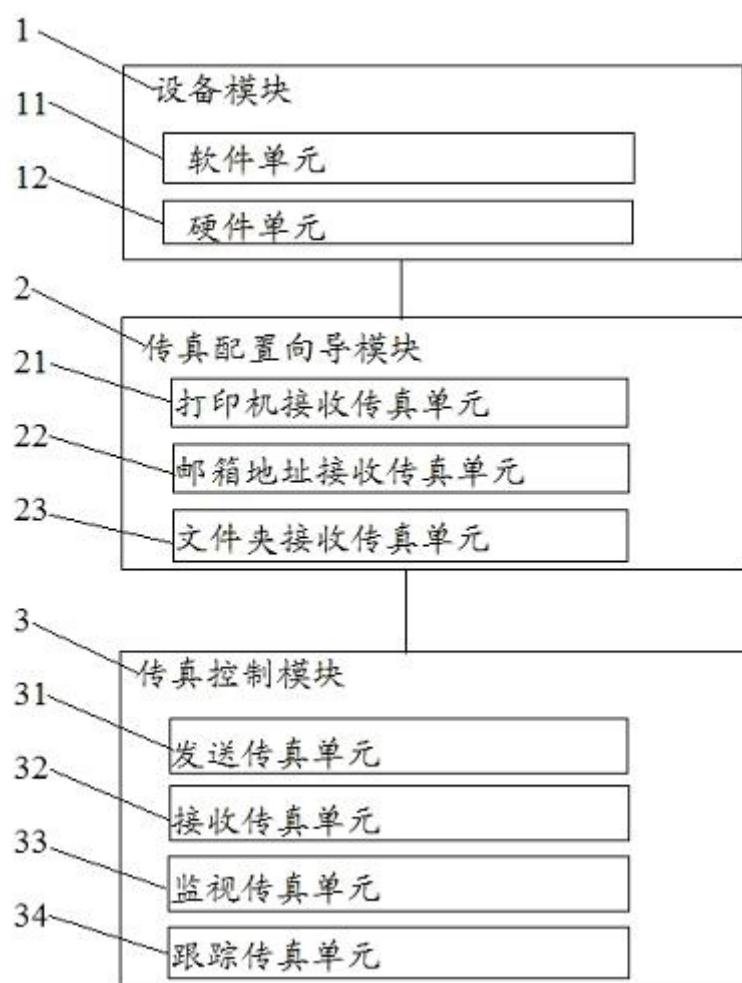 1
设备模块
11
软件单元
12
硬件单元
2
传真配置向导模块
21
打印机接收传真单元
22
邮箱地址接收传真单元
23
文件夹接收传真单元
3
传真控制模块
31
发送传真单元
32
接收传真单元
33
监视传真单元
34
跟踪传真单元